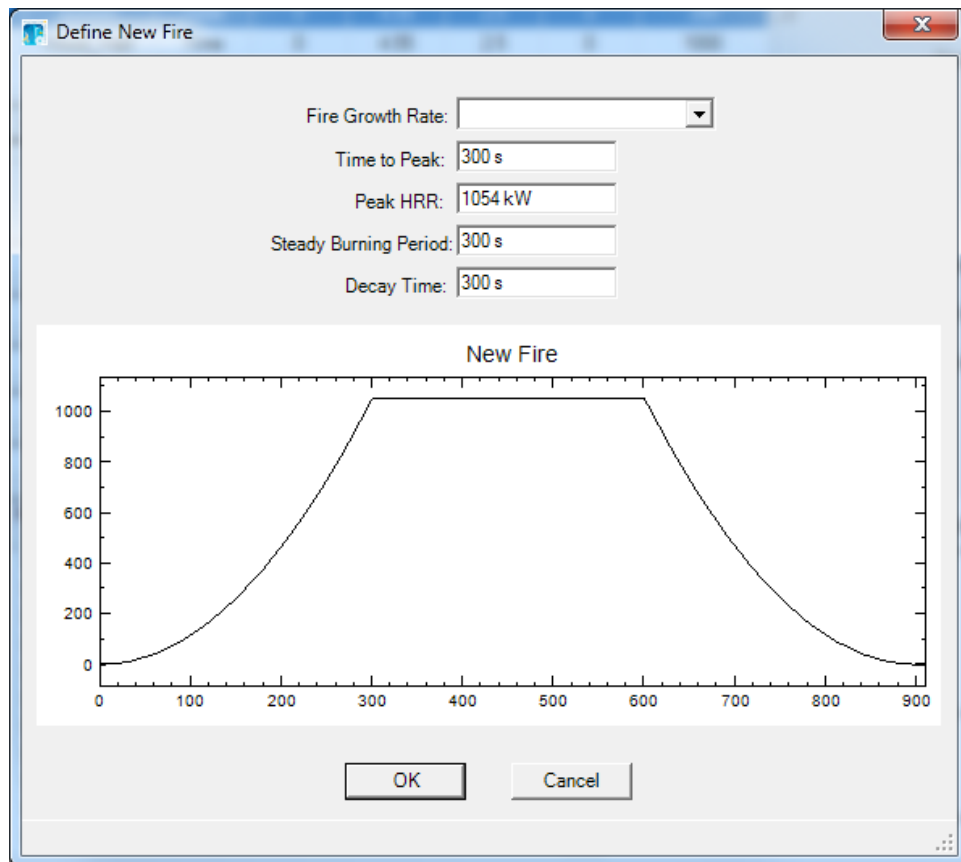 Define New Fire
Fire Growth Rate:
Time to Peak: 300 s
Peak HRR: 1054 kW
Steady Burning Period: 300 s
Decay Time: 300 s
New Fire
1000
800
600
400
200
0
0 100 200 300 400 500 600 700 800 900
OK Cancel